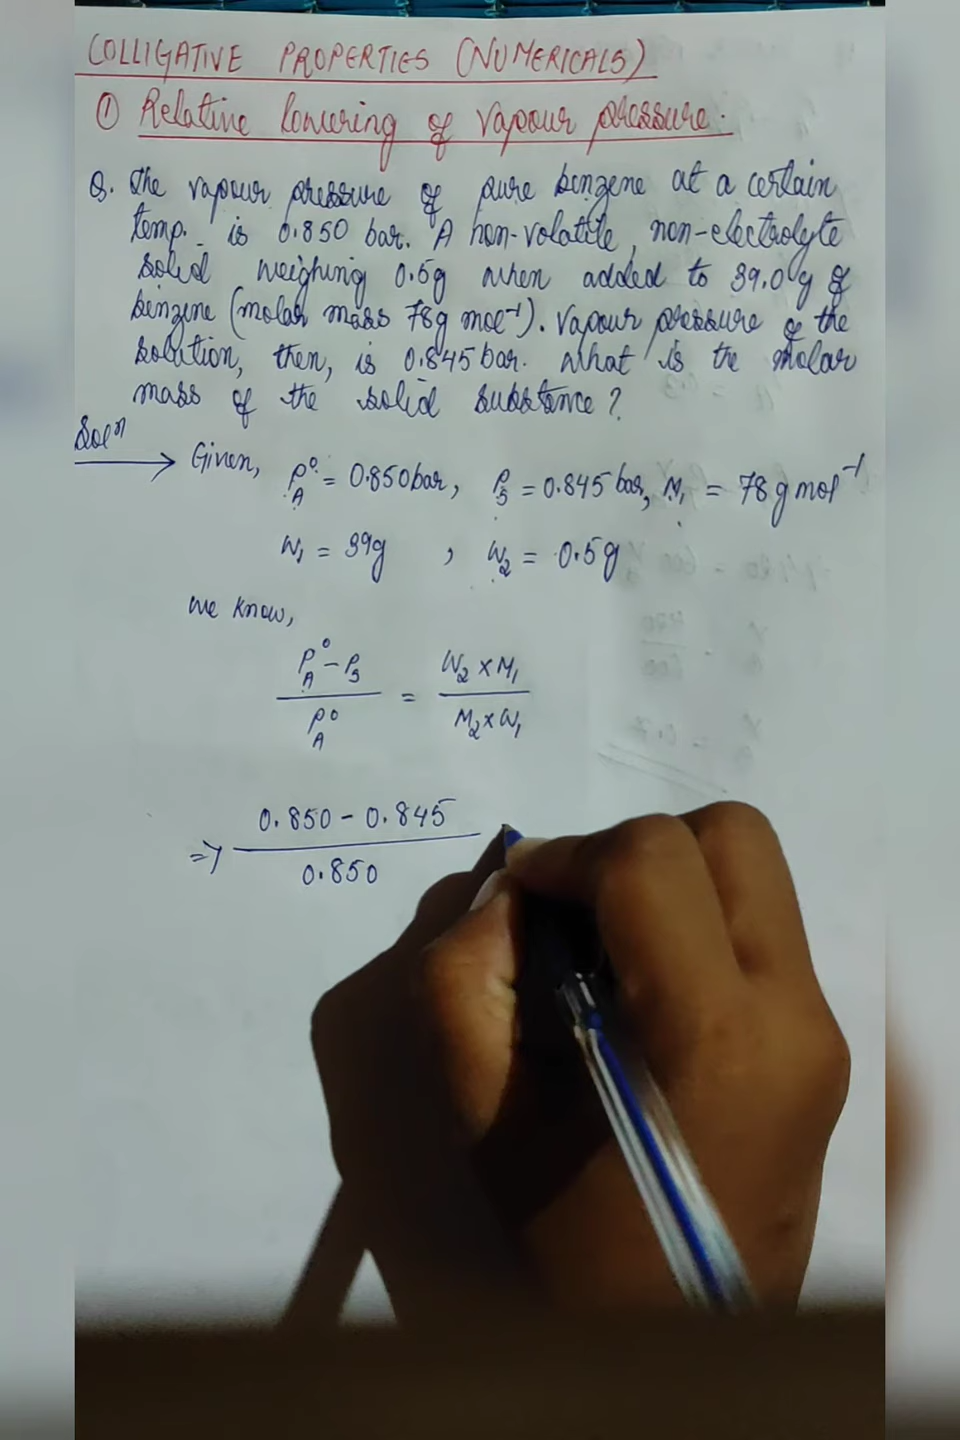 COLLIGATIVE PROPERTIES (NUMERICALS)
① Relative lowering of vapour pressure.
Q. The vapour pressure of pure benzene at a certain
temp. is 0.850 bar. A non-volatile, non-electrolyte
solid weighing 0.5g when added to 39.0g of
benzene (molar mass 78g mol⁻¹). Vapour pressure of the
solution, then, is 0.845 bar. What is the molar
mass of the solid substance?
Solⁿ
Given, P°A = 0.850bar, Ps = 0.845 bar, M₁ = 78 g mol⁻¹
W₁ = 39g , W₂ = 0.5g
We know,
P°A - Ps / P°A = W₂ × M₁ / M₂ × W₁
=> 0.850 - 0.845 / 0.850